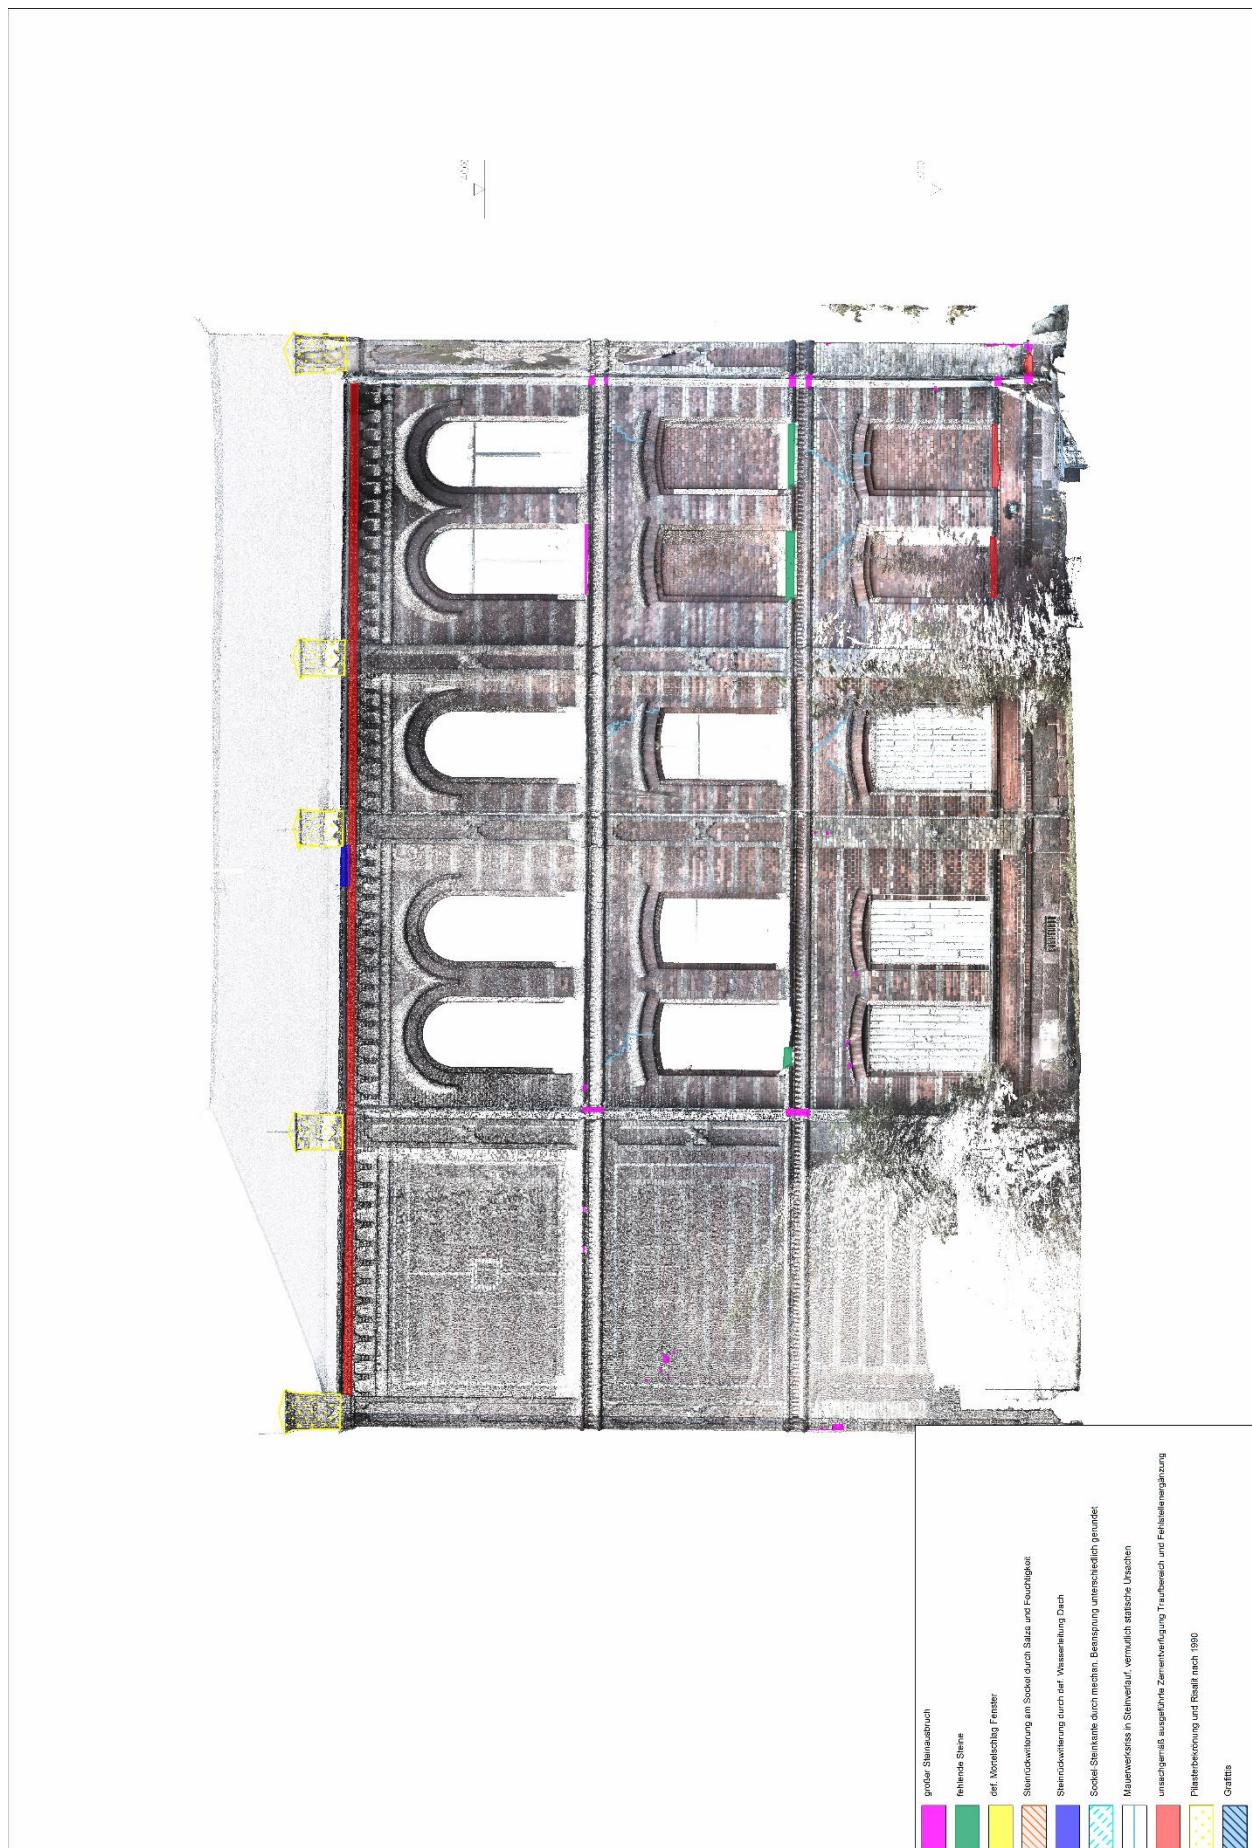 großer Steinausbruch
fehlende Steine
def. Mörtelschlag Fenster
Steinrückwitterung am Sockel durch Salze und Feuchtigkeit
Steinrückwitterung durch def. Wasserleitung Dach
Sockel-Steinkante durch mechan. Beansprung unterschiedlich gerundet
Mauerwerksriss in Steinverlauf, vermutlich statische Ursachen
unsachgemäß ausgeführte Zementverfugung Traufbereich und Fehlstellenergänzung
Pilasterbekrönung und Risalit nach 1990
Grafittis